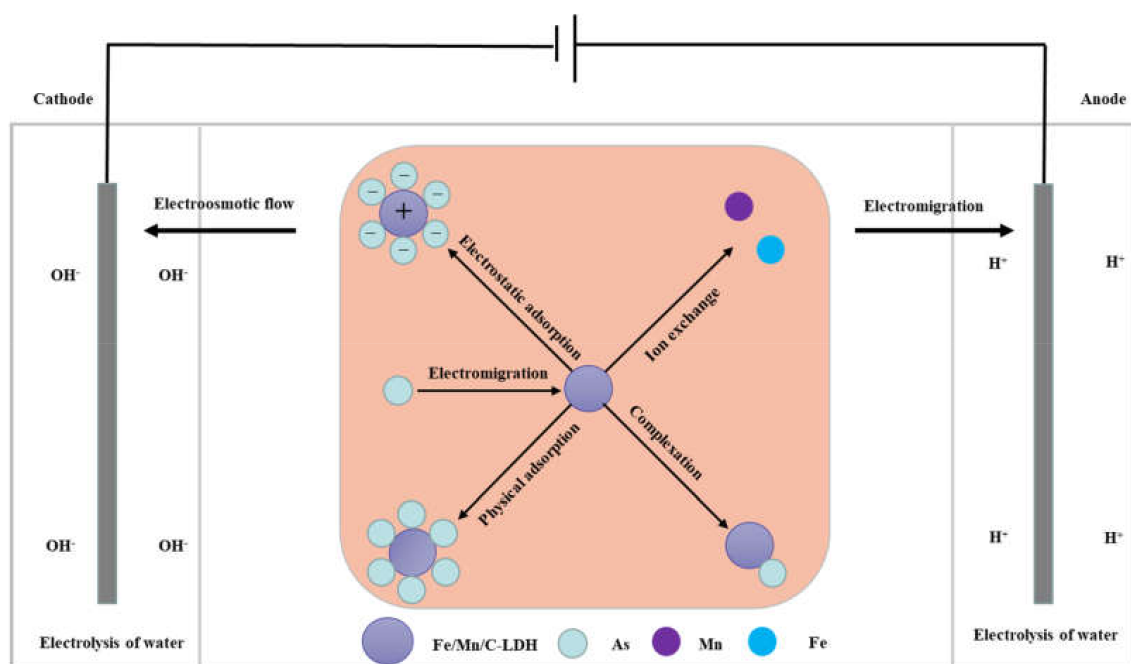 Cathode
Anode
Electroosmotic flow
Electromigration
OH-
OH-
H+
H+
− − − − − −
+
Electrostatic adsorption
Ion exchange
Electromigration
Physical adsorption
Complexation
OH-
OH-
H+
H+
Electrolysis of water
Fe/Mn/C-LDH
As
Mn
Fe
Electrolysis of water